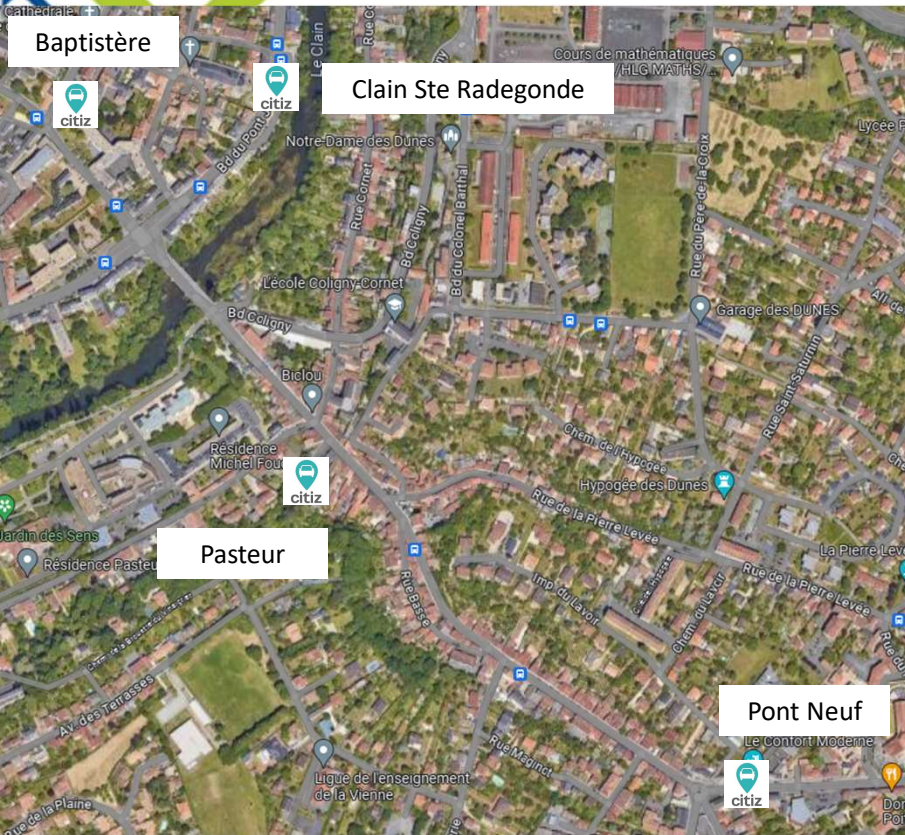 Cathédrale
Baptistère
citiz
citiz
Clain Ste Radegonde
Le Clain
Bd du Pont
Cours de mathématiques
/HLG MATHS/...
Notre-Dame des Dunes
Rue Cornet
Bd Coligny
Bd du Colonel Barthal
Rue du Père-de-la-Croix
Lycée
L'école Coligny-Cornet
Bd Coligny
Garage des DUNES
Rue Saint-Saturnin
Biclou
Résidence
Michel
citiz
Chem. de l'Hypogée
Hypogée des Dunes
Rue de la Pierre Levée
Jardin des Sens
Résidence
Pasteur
Rue Basse
Imp. du Lavoir
Chem. du Lavoir
La Pierre
Rue de la Pierre Levée
Av. des Terrasses
Pont Neuf
Le Confort Moderne
citiz
Rue Maginct
Ligue de l'enseignement
de la Vienne
Rue de la Plaine